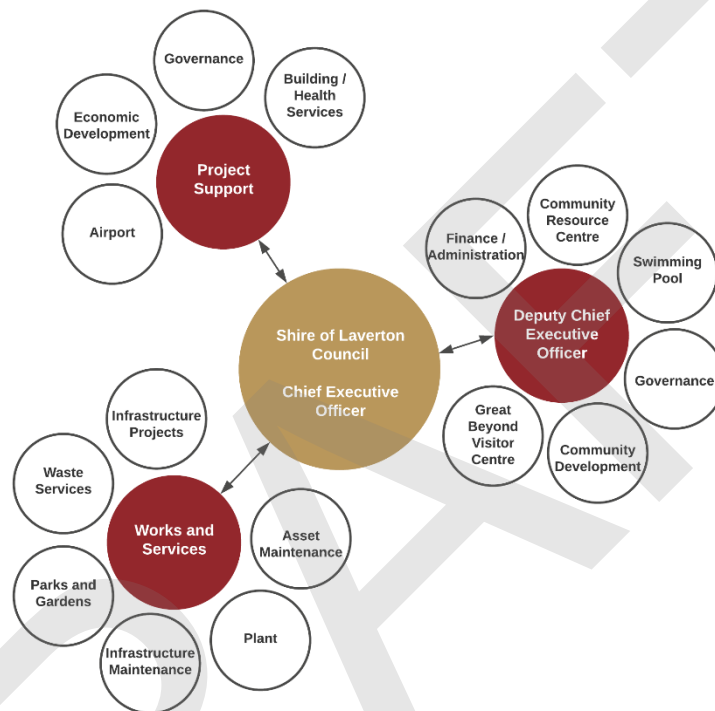 Governance
Building /
Health
Services
Economic
Development
Project
Support
Airport
Community
Resource
Centre
Finance /
Administration
Swimming
Pool
Deputy Chief
Executive
Officer
Governance
Shire of Laverton
Council
Chief Executive
Officer
Great
Beyond
Visitor
Centre
Community
Development
Infrastructure
Projects
Waste
Services
Works and
Services
Asset
Maintenance
Parks and
Gardens
Plant
Infrastructure
Maintenance